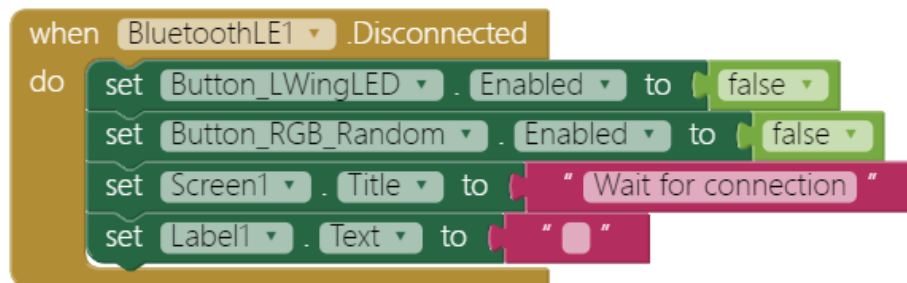 when BluetoothLE1 .Disconnected
do set Button_LWingLED . Enabled to false
set Button_RGB_Random . Enabled to false
set Screen1 . Title to " Wait for connection "
set Label1 . Text to " "